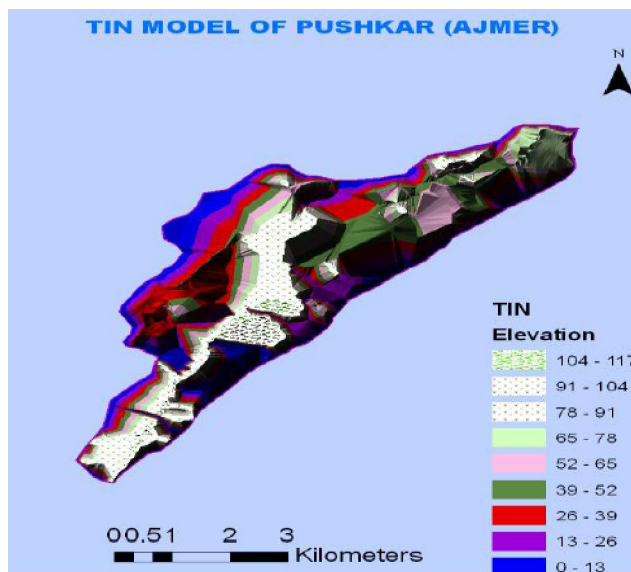 TIN MODEL OF PUSHKAR (AJMER)
N
TIN
Elevation
104 - 117
91 - 104
78 - 91
65 - 78
52 - 65
39 - 52
26 - 39
13 - 26
0 - 13
00.51 2 3
Kilometers